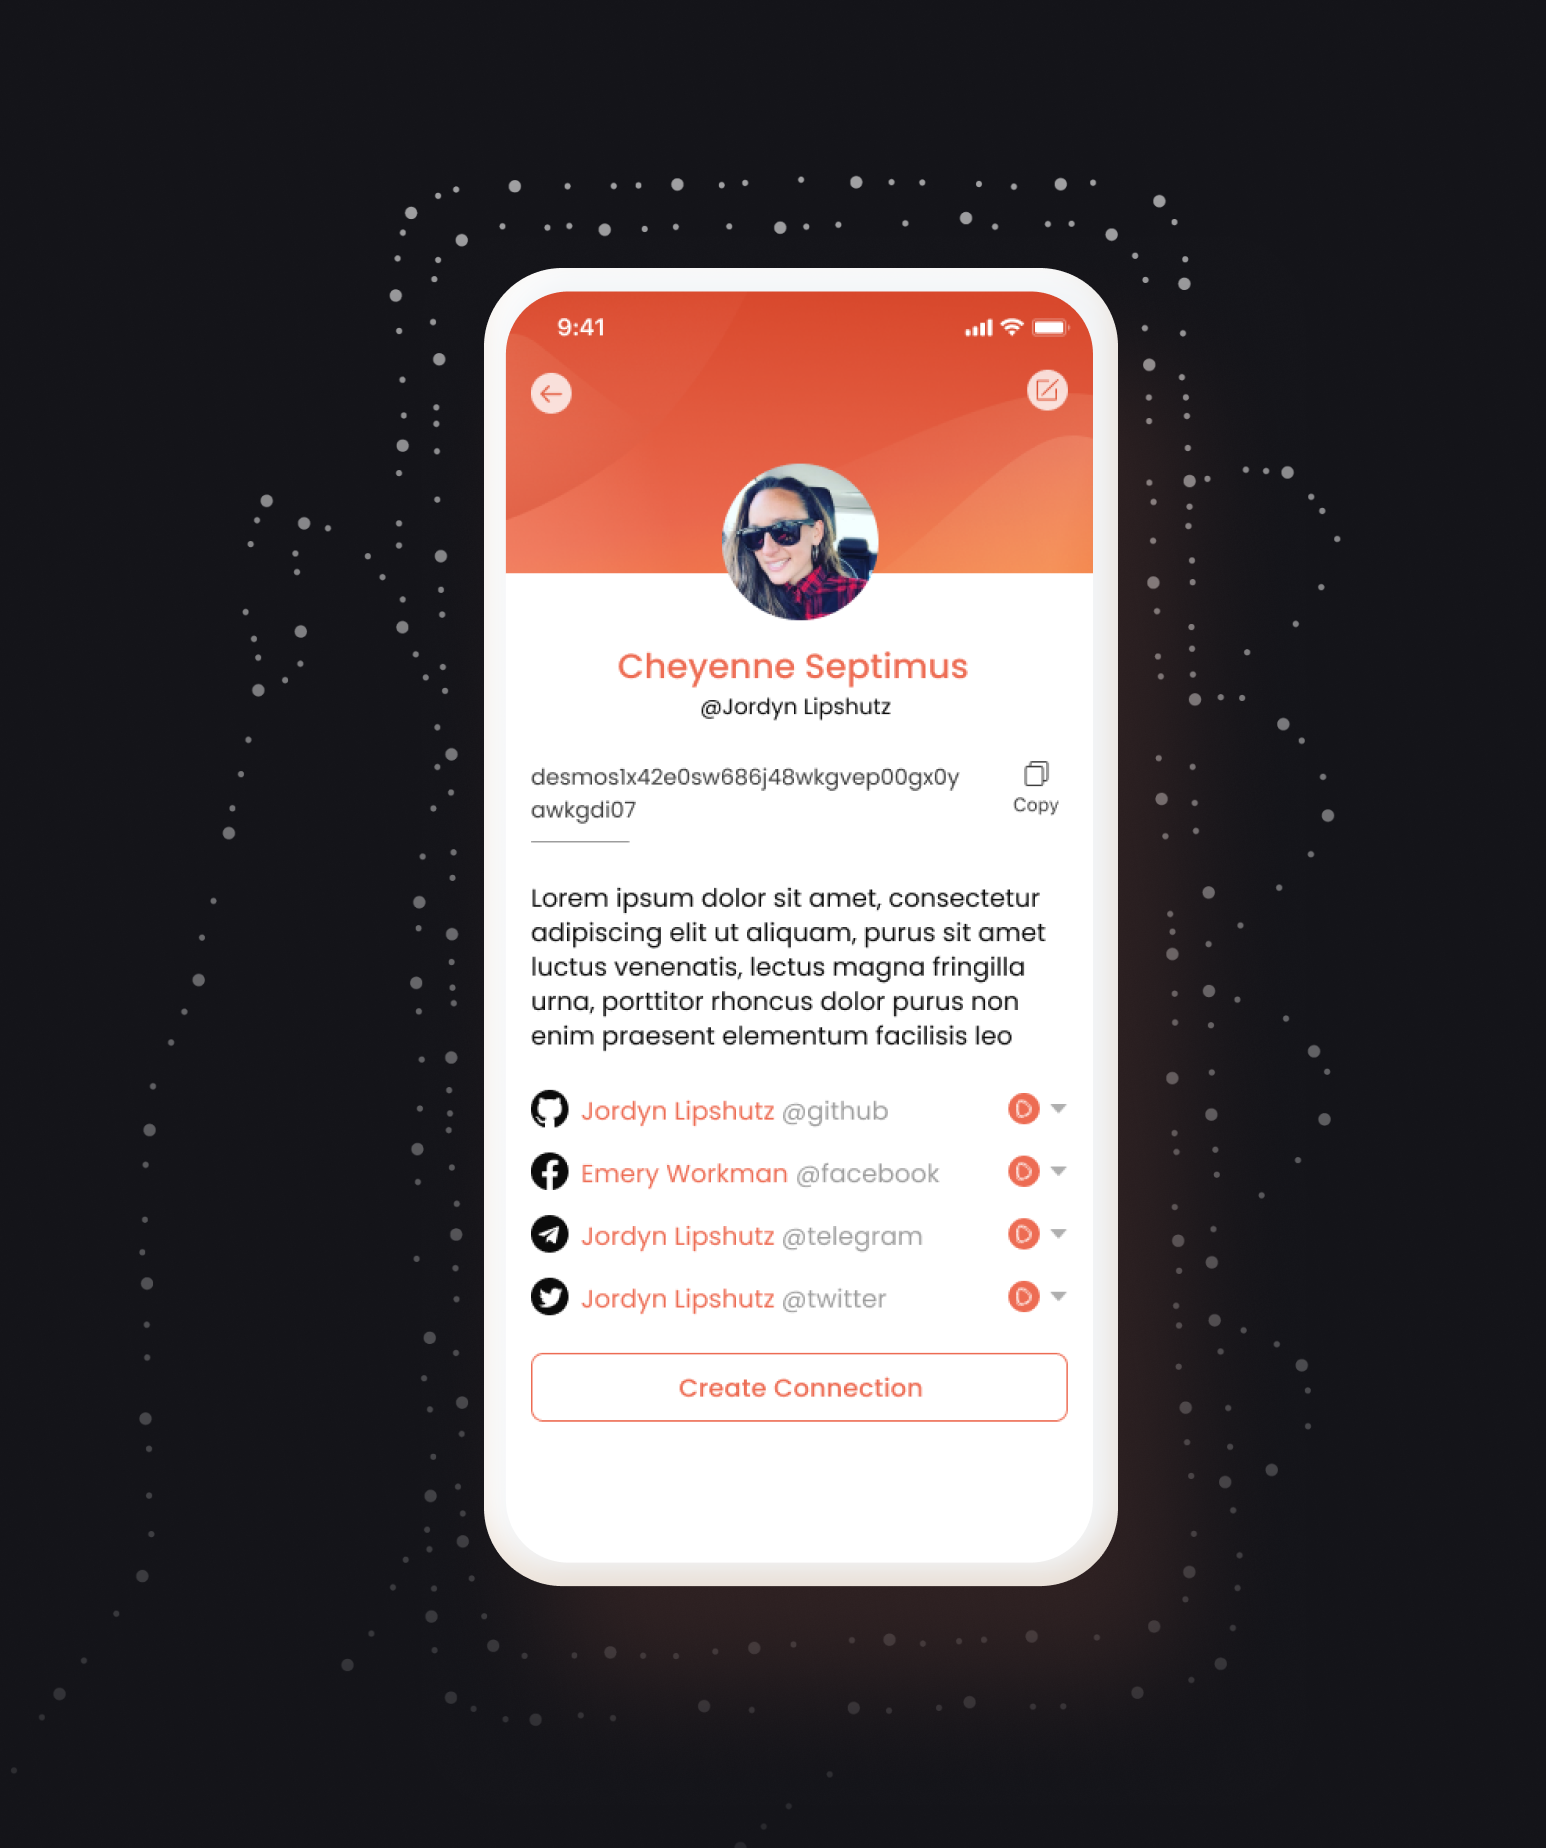 9:41
Cheyenne Septimus
@Jordyn Lipshutz
desmos1x42e0sw686j48wkgvep00gx0y
awkgdi07
Copy
Lorem ipsum dolor sit amet, consectetur
adipiscing elit ut aliquam, purus sit amet
luctus venenatis, lectus magna fringilla
urna, porttitor rhoncus dolor purus non
enim praesent elementum facilisis leo
Jordyn Lipshutz @github
Emery Workman @facebook
Jordyn Lipshutz @telegram
Jordyn Lipshutz @twitter
Create Connection